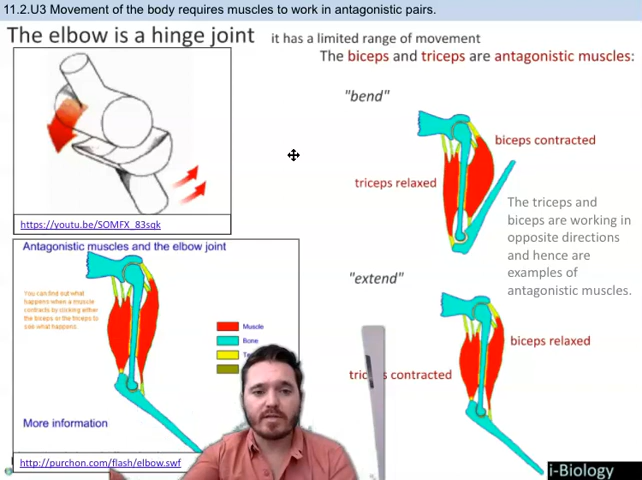 11.2.U3 Movement of the body requires muscles to work in antagonistic pairs.
The elbow is a hinge joint it has a limited range of movement
The biceps and triceps are antagonistic muscles:
"bend"
biceps contracted
triceps relaxed
The triceps and
biceps are working in
opposite directions
and hence are
examples of
antagonistic muscles.
https://youtu.be/SOMFX_83sqk
Antagonistic muscles and the elbow joint
You can find out what
happens when a muscle
contracts by clicking either
the biceps or the triceps to
see what happens.
Muscle
Bone
More information
http://purchon.com/flash/elbow.swf
"extend"
biceps relaxed
contracted
i-Biology